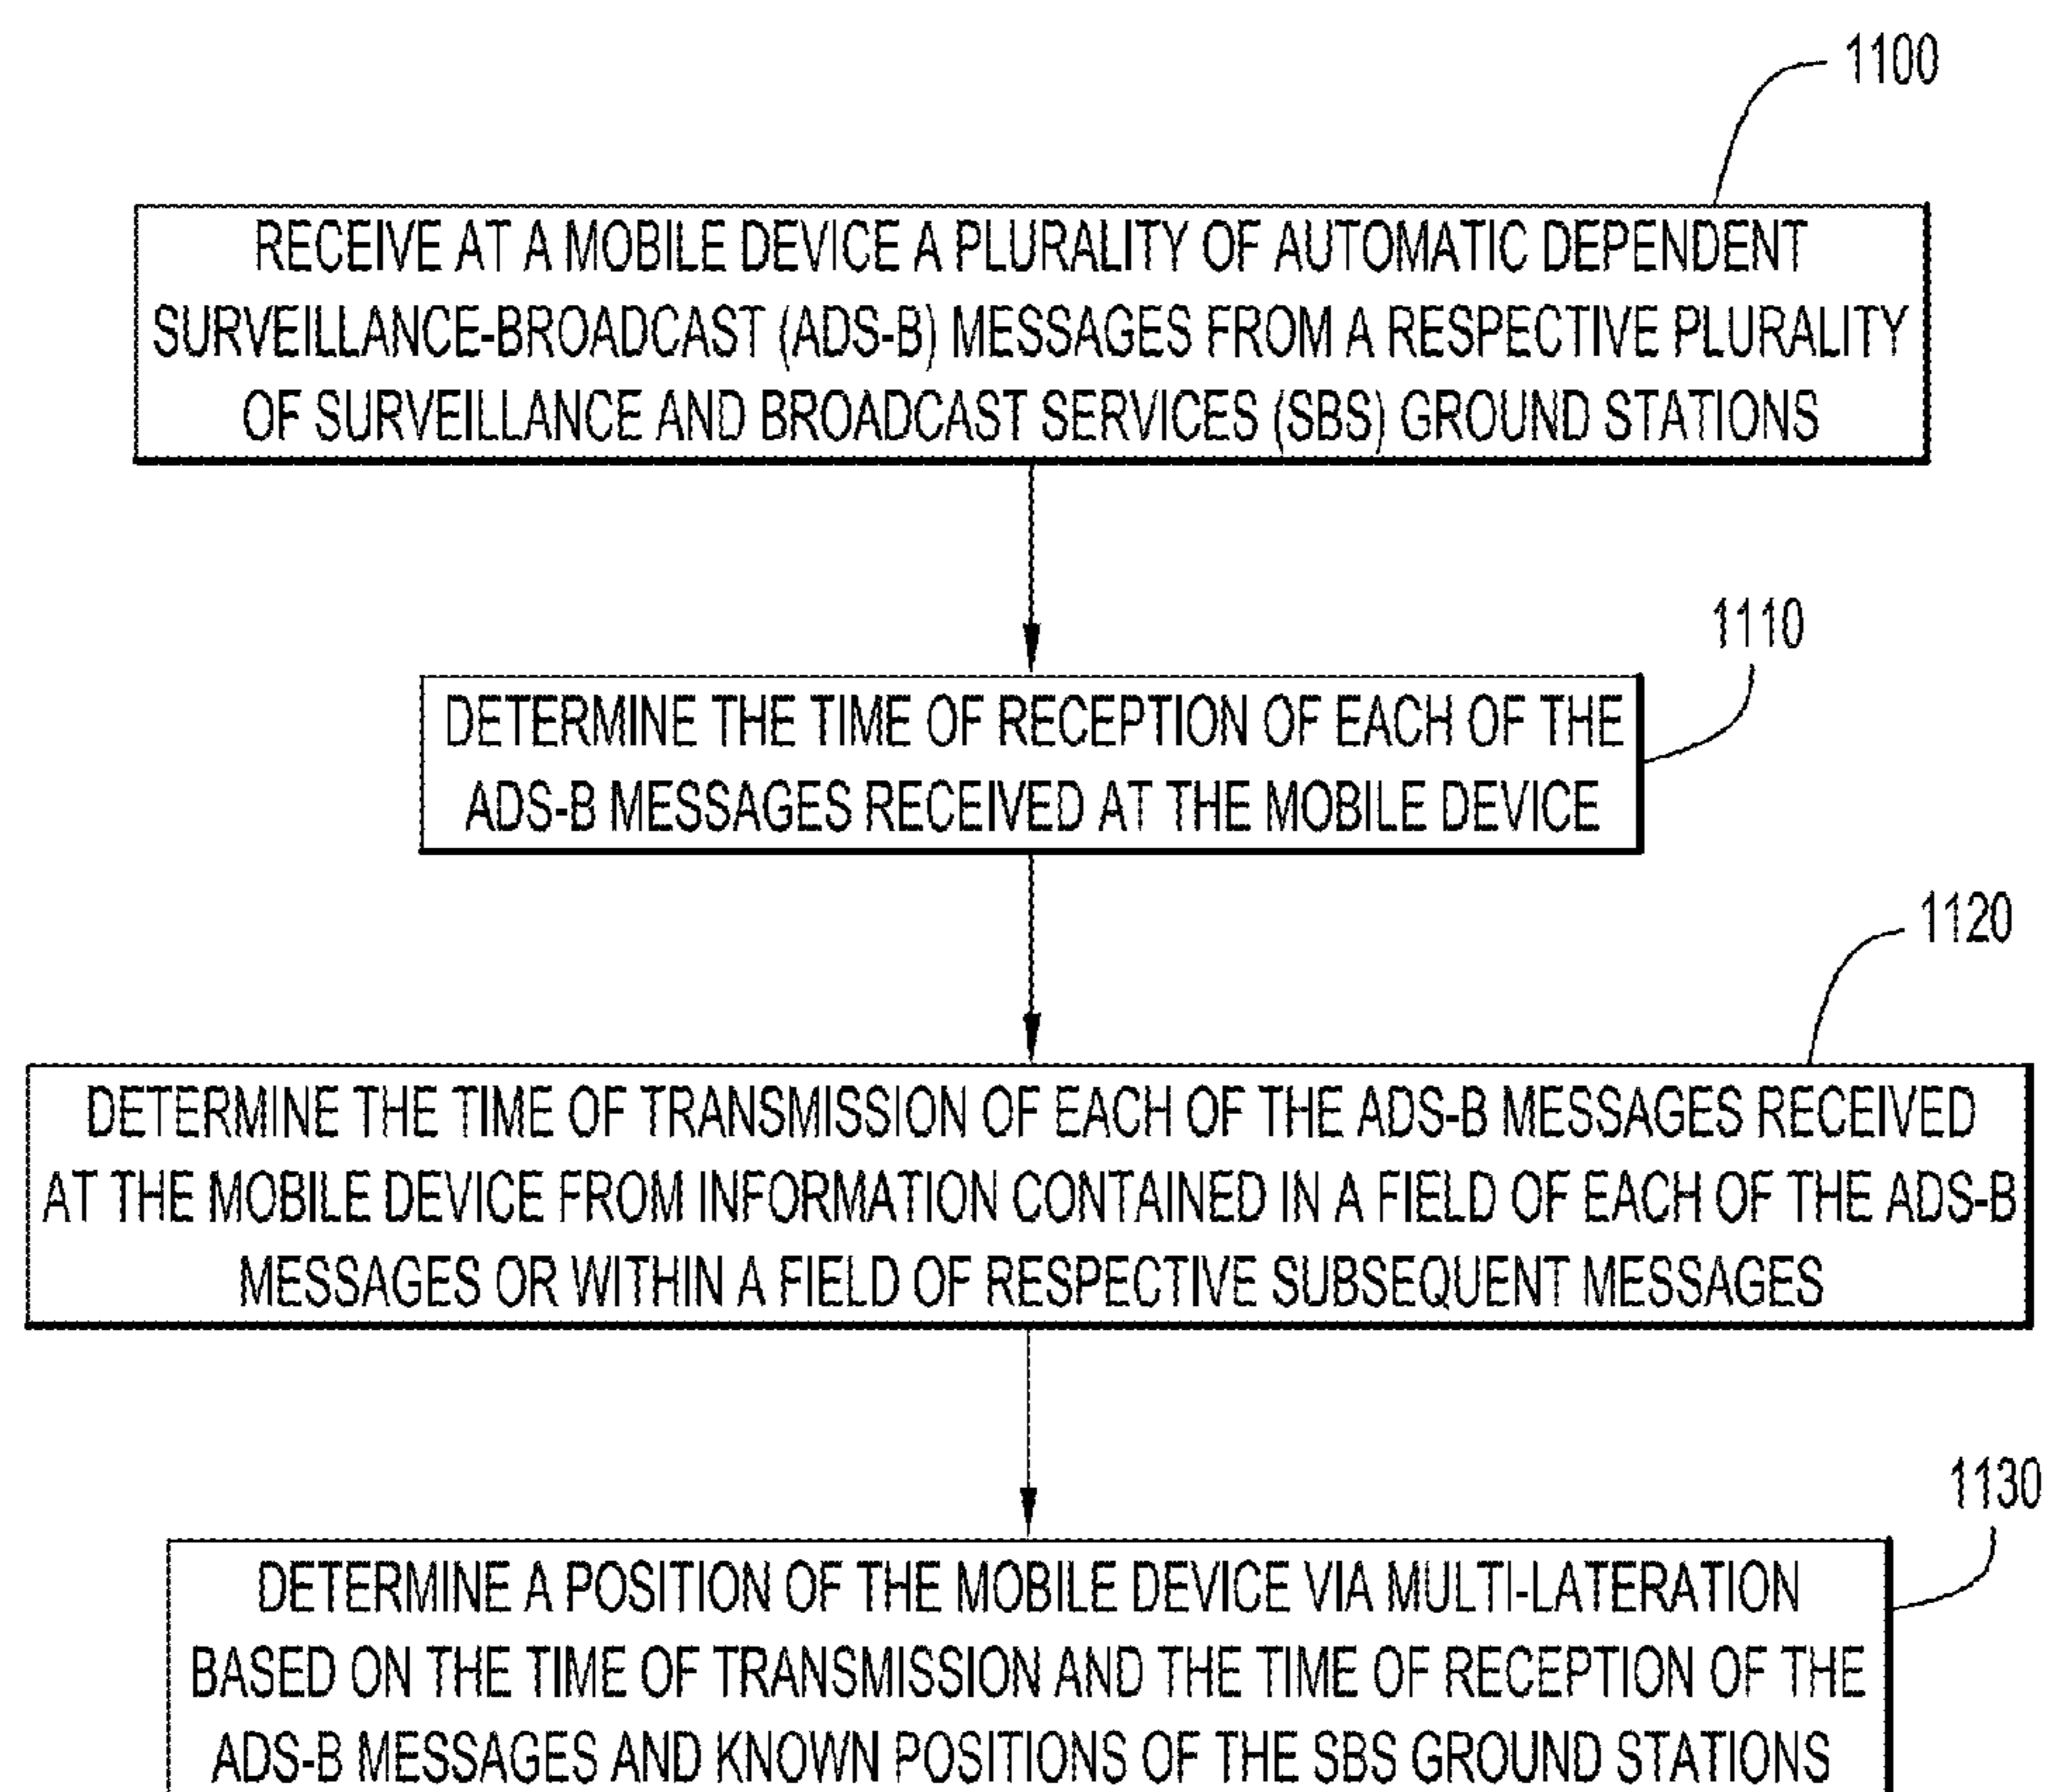 1100
RECEIVE AT A MOBILE DEVICE A PLURALITY OF AUTOMATIC DEPENDENT
SURVEILLANCE-BROADCAST (ADS-B) MESSAGES FROM A RESPECTIVE PLURALITY
OF SURVEILLANCE AND BROADCAST SERVICES (SBS) GROUND STATIONS
1110
DETERMINE THE TIME OF RECEPTION OF EACH OF THE
ADS-B MESSAGES RECEIVED AT THE MOBILE DEVICE
1120
DETERMINE THE TIME OF TRANSMISSION OF EACH OF THE ADS-B MESSAGES RECEIVED
AT THE MOBILE DEVICE FROM INFORMATION CONTAINED IN A FIELD OF EACH OF THE ADS-B
MESSAGES OR WITHIN A FIELD OF RESPECTIVE SUBSEQUENT MESSAGES
1130
DETERMINE A POSITION OF THE MOBILE DEVICE VIA MULTI-LATERATION
BASED ON THE TIME OF TRANSMISSION AND THE TIME OF RECEPTION OF THE
ADS-B MESSAGES AND KNOWN POSITIONS OF THE SBS GROUND STATIONS